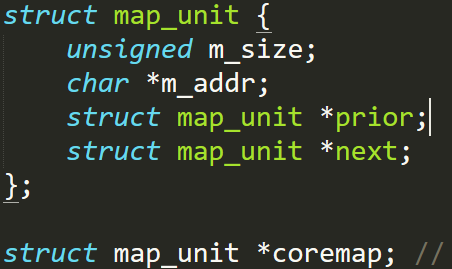 struct map_unit {
    unsigned m_size;
    char *m_addr;
    struct map_unit *prior;
    struct map_unit *next;
};
struct map_unit *coremap; //